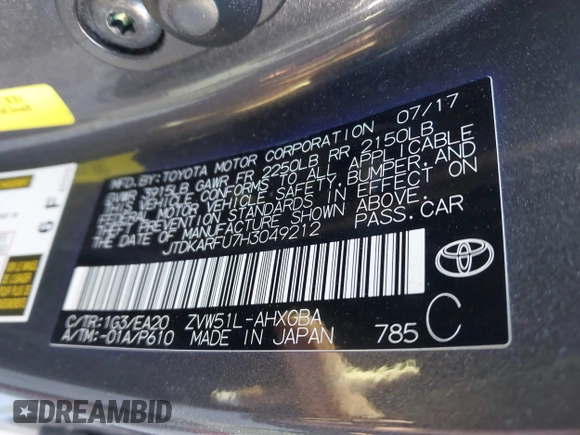 07/17
MFD.BY:TOYOTA MOTOR CORPORATION
GVWR 3915LB GAWR FR 2250LB RR 2150LB
THIS VEHICLE CONFORMS TO ALL APPLICABLE
FEDERAL MOTOR VEHICLE SAFETY,BUMPER,AND
THEFT PREVENTION STANDARDS IN EFFECT ON
THE DATE OF MANUFACTURE SHOWN ABOVE.
JTDKARFU7H3049212 PASS.CAR
C/TR:1G3/EA20 ZVW51L-AHXGBA
A/TM:-01A/P610 MADE IN JAPAN 785 C
TOYOTA
DREAMBID